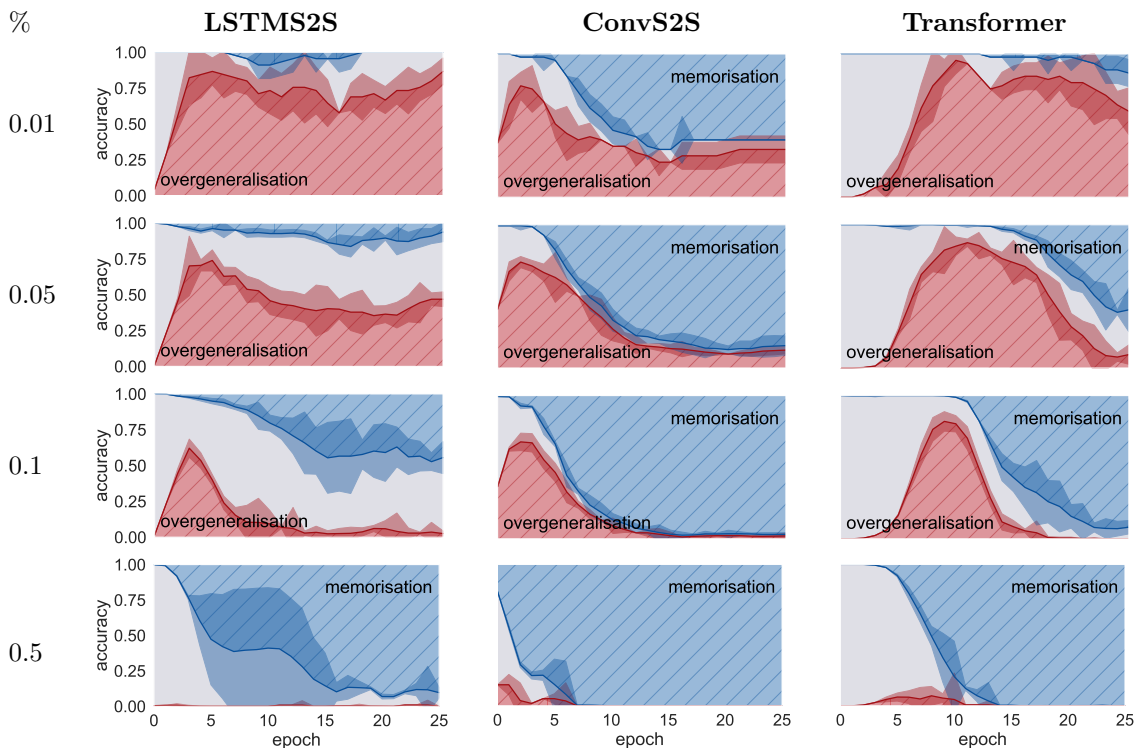 % LSTMS2S ConvS2S Transformer
0.01
accuracy
1.00
0.75
0.50
0.25
0.00
overgeneralisation
memorisation
overgeneralisation
overgeneralisation
0.05
accuracy
1.00
0.75
0.50
0.25
0.00
overgeneralisation
memorisation
overgeneralisation
memorisation
overgeneralisation
0.1
accuracy
1.00
0.75
0.50
0.25
0.00
overgeneralisation
memorisation
overgeneralisation
memorisation
overgeneralisation
0.5
accuracy
1.00
0.75
0.50
0.25
0.00
memorisation
memorisation
memorisation
0 5 10 15 20 25
epoch
0 5 10 15 20 25
epoch
0 5 10 15 20 25
epoch